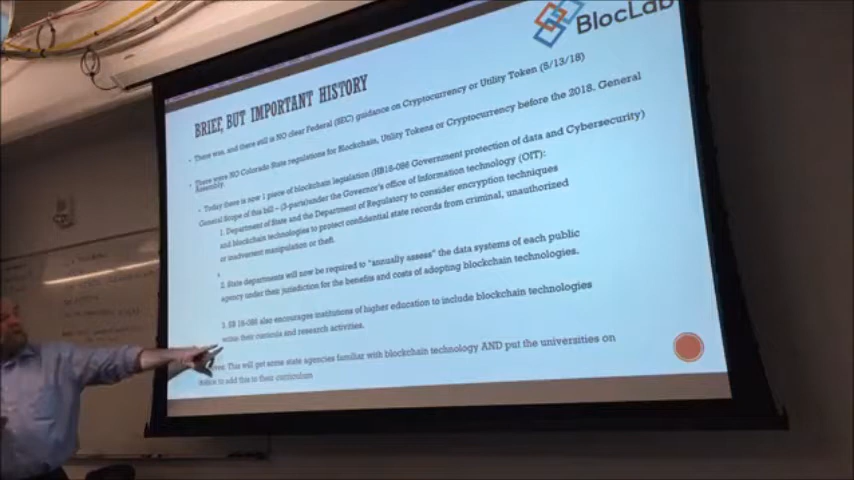 BlocLab
BRIEF, BUT IMPORTANT HISTORY
There was, and there still is NO clear Federal (SEC) guidance on Cryptocurrency or Utility Token (5/13/18)
There were NO Colorado State regulations for Blockchain, Utility Tokens or Cryptocurrency before the 2018. General
Assembly.
Today there is now 1 piece of blockchain legislation (HB18-086 Government protection of data and Cybersecurity)
General Scope of this bill – (3-parts)under the Governor's office of Information technology (OIT):
1. Department of State and the Department of Regulatory to consider encryption techniques
and blockchain technologies to protect confidential state records from criminal, unauthorized
or inadvertent manipulation or theft.
2. State departments will now be required to "annually assess" the data systems of each public
agency under their jurisdiction for the benefits and costs of adopting blockchain technologies.
3. SB 18-086 also encourages institutions of higher education to include blockchain technologies
within their curricula and research activities.
This will get some state agencies familiar with blockchain technology AND put the universities on
notice to add this to their curriculum